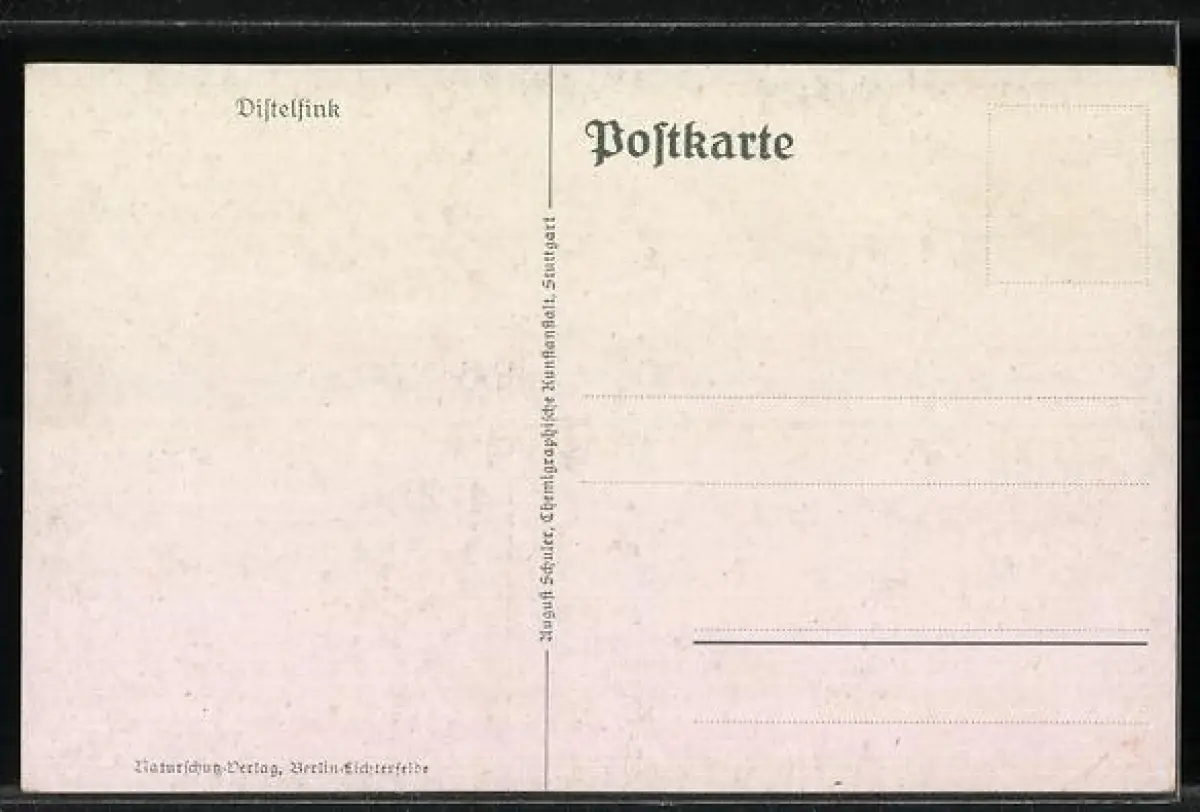 Distelfink
Postkarte
August Schuler, Chemigraphische Kunstanstalt, Stuttgart
Naturschutz-Verlag, Berlin-Lichterfelde